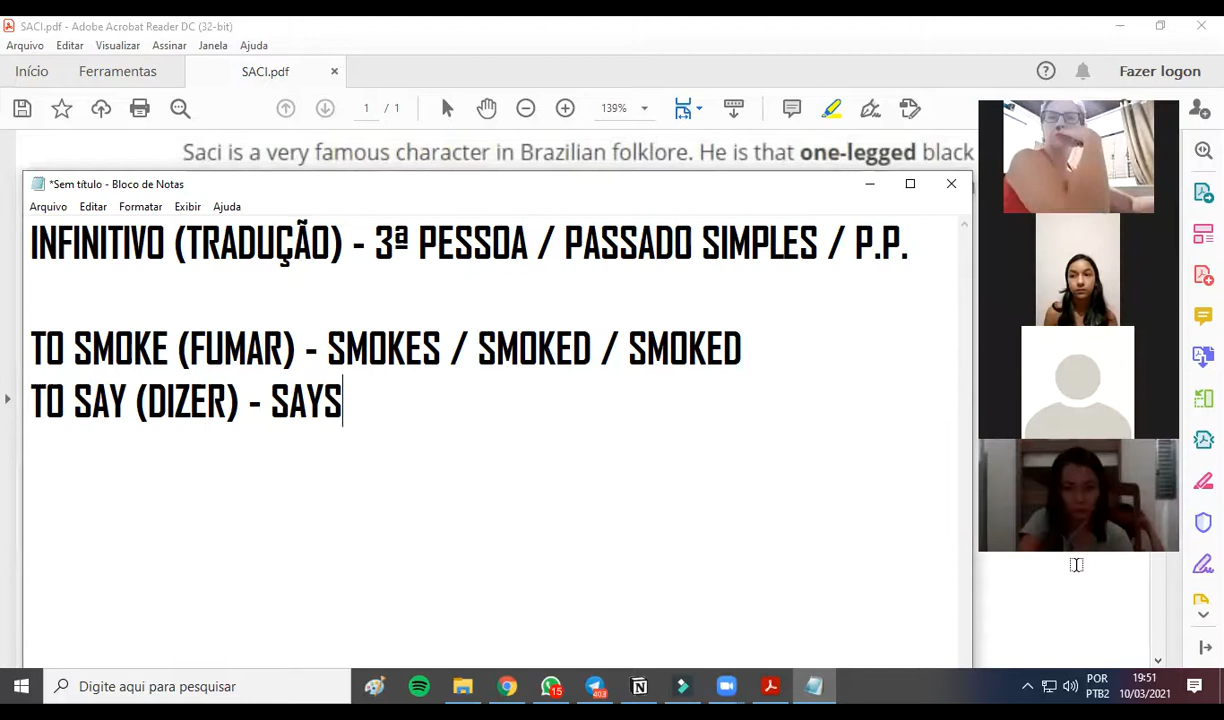 SACI.pdf - Adobe Acrobat Reader DC (32-bit)
Arquivo Editar Visualizar Assinar Janela Ajuda
Início Ferramentas SACI.pdf × Fazer logon
1 / 1 139%
Saci is a very famous character in Brazilian folklore. He is that one-legged black
*Sem título - Bloco de Notas
Arquivo Editar Formatar Exibir Ajuda
INFINITIVO (TRADUÇÃO) - 3ª PESSOA / PASSADO SIMPLES / P.P.
TO SMOKE (FUMAR) - SMOKES / SMOKED / SMOKED
TO SAY (DIZER) - SAYS
Digite aqui para pesquisar
15
403
POR
PTB2
19:51
10/03/2021